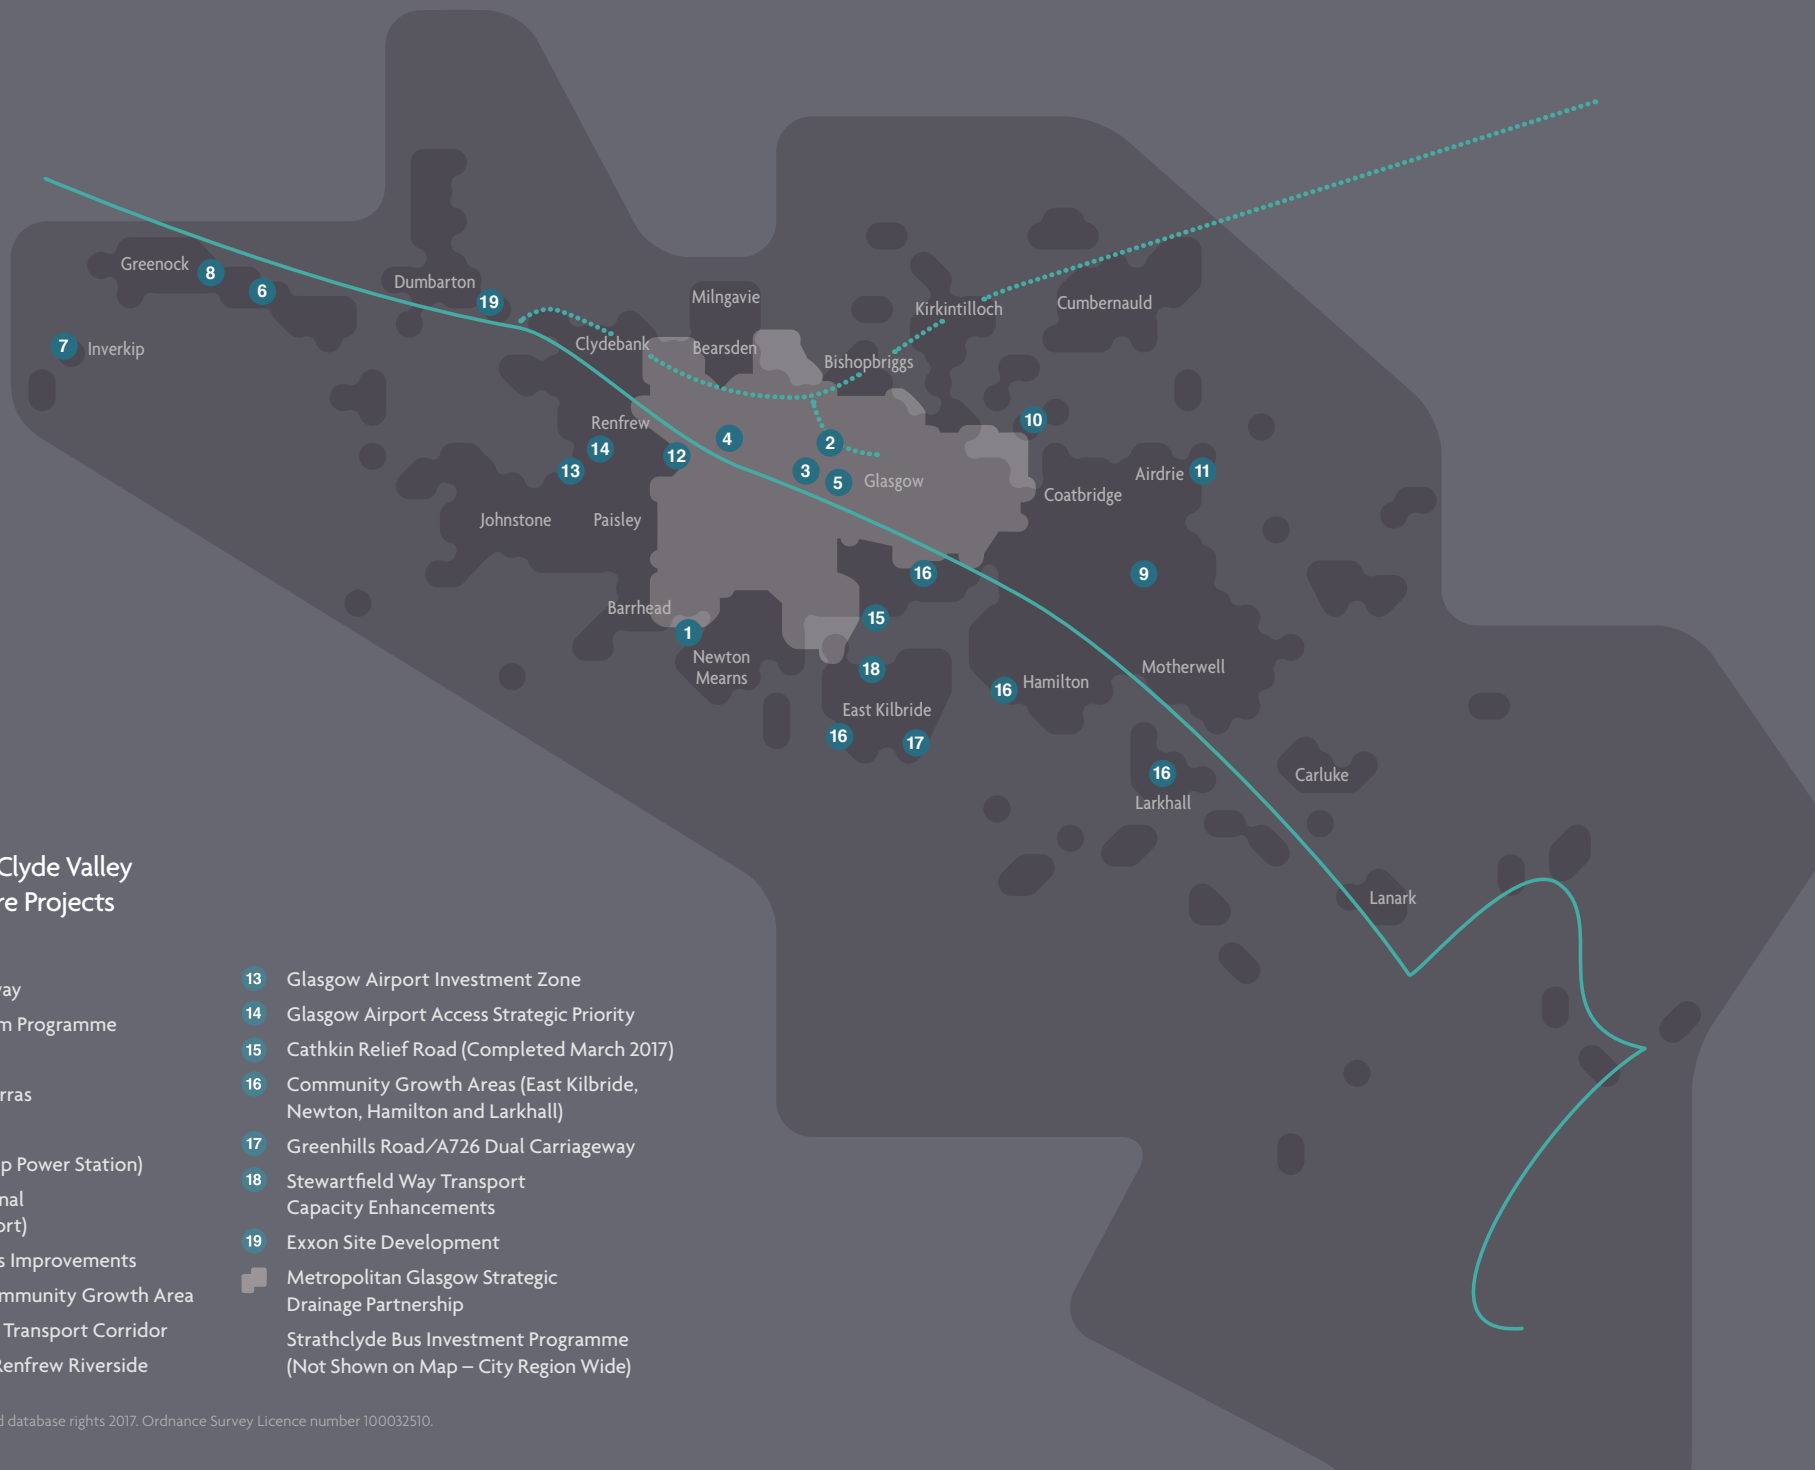 Greenock
8
6
7
Inverkip
Dumbarton
19
Milngavie
Clydebank
Bearsden
Kirkintilloch
Cumbernauld
Bishopbriggs
Renfrew
14
13
12
4
2
3
5
Glasgow
10
Airdrie
11
Coatbridge
Johnstone
Paisley
16
9
Barrhead
1
15
Newton
Mearns
18
Motherwell
16
Hamilton
East Kilbride
16
17
16
Larkhall
Carluke
Lanark
Clyde Valley
re Projects
ay
m Programme
rras
p Power Station)
nal
ort)
s Improvements
mmunity Growth Area
Transport Corridor
Renfrew Riverside
13 Glasgow Airport Investment Zone
14 Glasgow Airport Access Strategic Priority
15 Cathkin Relief Road (Completed March 2017)
16 Community Growth Areas (East Kilbride,
Newton, Hamilton and Larkhall)
17 Greenhills Road/A726 Dual Carriageway
18 Stewartfield Way Transport
Capacity Enhancements
19 Exxon Site Development
Metropolitan Glasgow Strategic
Drainage Partnership
Strathclyde Bus Investment Programme
(Not Shown on Map – City Region Wide)
d database rights 2017. Ordnance Survey Licence number 100032510.